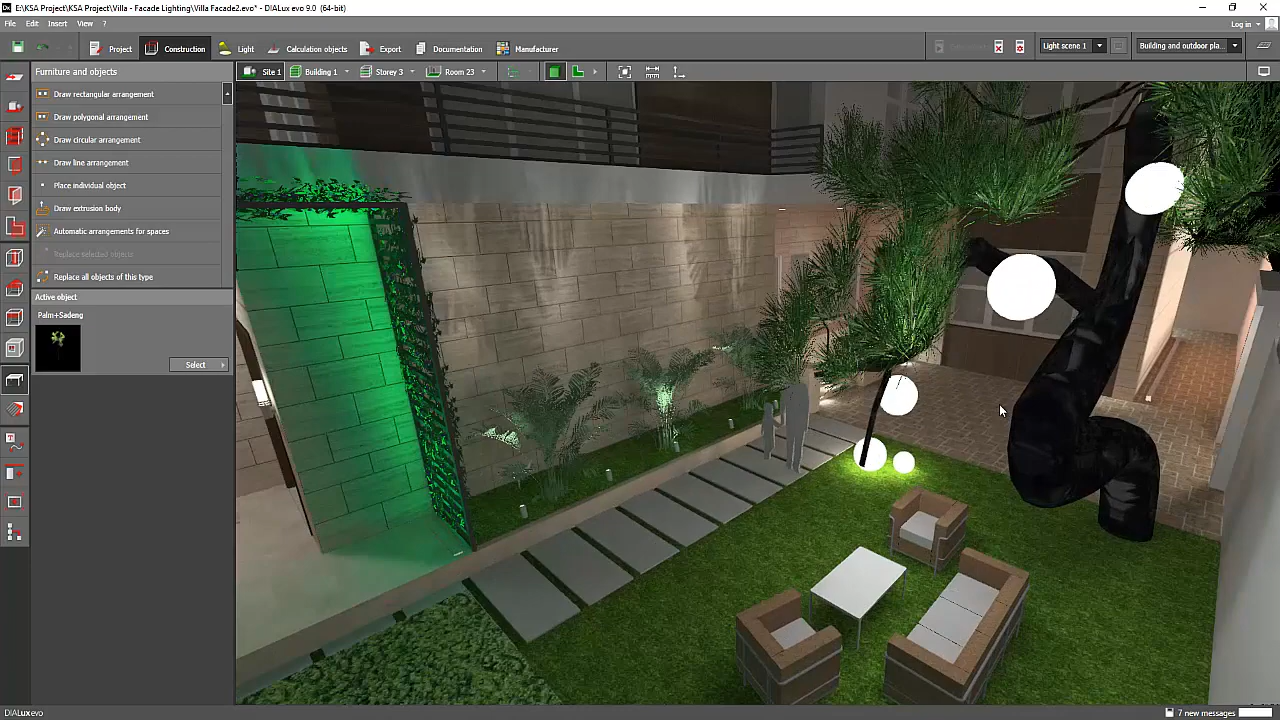 E:\KSA Project\KSA Project\Villa - Facade Lighting\Villa Facade2.evo* - DIALux evo 9.0 (64-bit)
File Edit Insert View ?
Log in
Project Construction Light Calculation objects Export Documentation Manufacturer
Light scene 1 Building and outdoor pla...
Furniture and objects
Site 1 Building 1 Storey 3 Room 23
Draw rectangular arrangement
Draw polygonal arrangement
Draw circular arrangement
Draw line arrangement
Place individual object
Draw extrusion body
Automatic arrangements for spaces
Replace selected objects
Replace all objects of this type
Active object
Palm+Sadeng
Select
DIALux evo
7 new messages